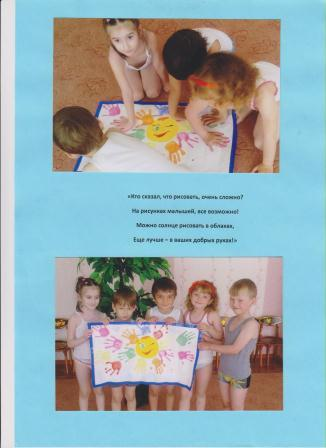 «Кто сказал, что рисовать, очень сложно?
На рисунках малышей, все возможно!
Можно солнце рисовать в облаках,
Еще лучше – в ваших добрых руках!»